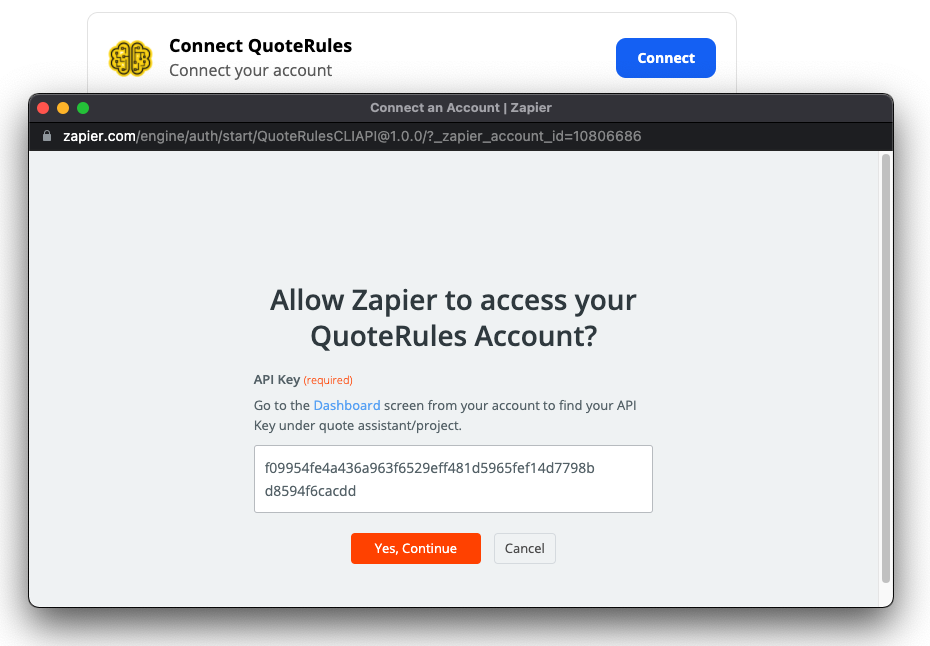 Connect QuoteRules
Connect your account
Connect
Connect an Account | Zapier
zapier.com/engine/auth/start/QuoteRulesCLIAPI@1.0.0/?_zapier_account_id=10806686
Allow Zapier to access your
QuoteRules Account?
API Key (required)
Go to the Dashboard screen from your account to find your API
Key under quote assistant/project.
f09954fe4a436a963f6529eff481d5965fef14d7798b
d8594f6cacdd
Yes, Continue
Cancel